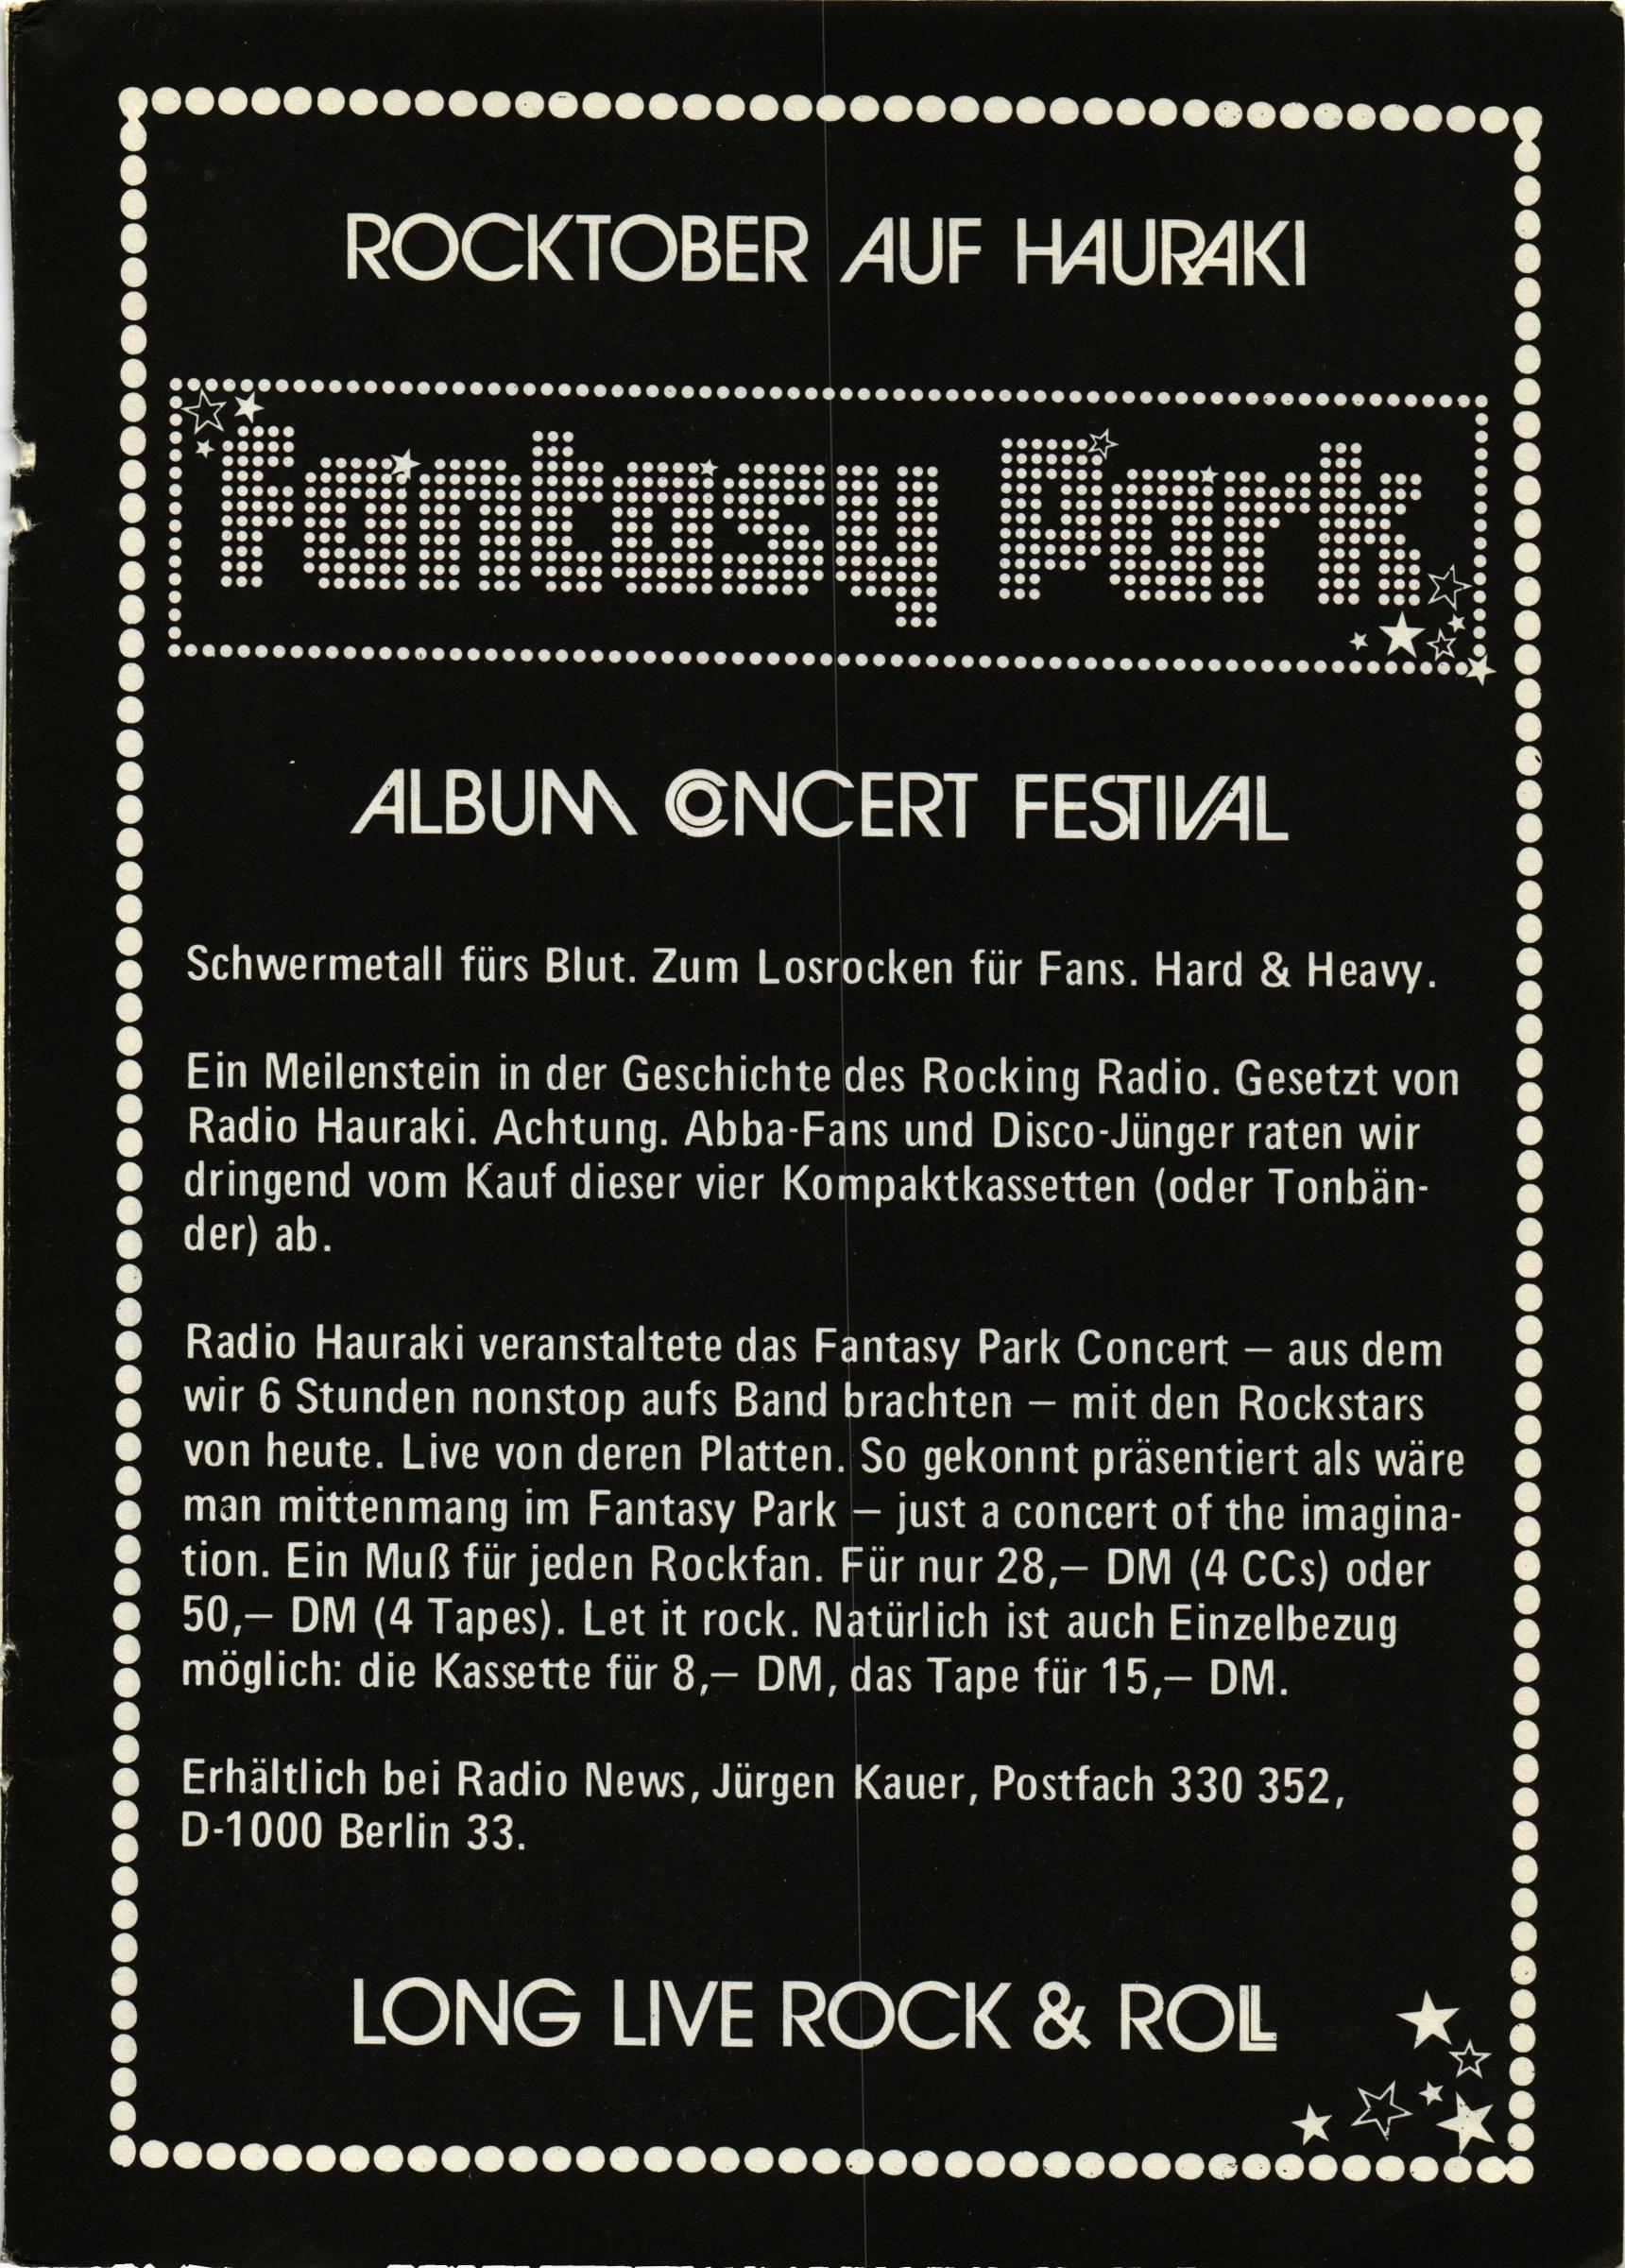 ROCKTOBER AUF HAURAKI
Fantasy Park
ALBUM CONCERT FESTIVAL
Schwermetall fürs Blut. Zum Losrocken für Fans. Hard & Heavy.
Ein Meilenstein in der Geschichte des Rocking Radio. Gesetzt von
Radio Hauraki. Achtung. Abba-Fans und Disco-Jünger raten wir
dringend vom Kauf dieser vier Kompaktkassetten (oder Tonbän-
der) ab.
Radio Hauraki veranstaltete das Fantasy Park Concert – aus dem
wir 6 Stunden nonstop aufs Band brachten – mit den Rockstars
von heute. Live von deren Platten. So gekonnt präsentiert als wäre
man mittenmang im Fantasy Park – just a concert of the imagina-
tion. Ein Muß für jeden Rockfan. Für nur 28,– DM (4 CCs) oder
50,– DM (4 Tapes). Let it rock. Natürlich ist auch Einzelbezug
möglich: die Kassette für 8,– DM, das Tape für 15,– DM.
Erhältlich bei Radio News, Jürgen Kauer, Postfach 330 352,
D-1000 Berlin 33.
LONG LIVE ROCK & ROLL